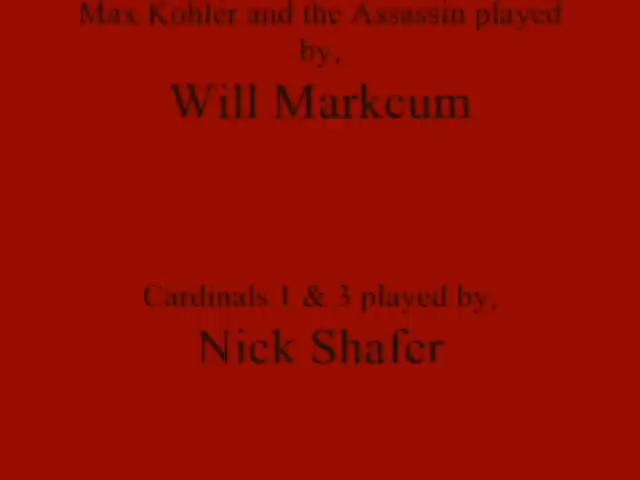 Max Kohler and the Assassin played
by,
Will Markcum
Cardinals 1 & 3 played by,
Nick Shafer